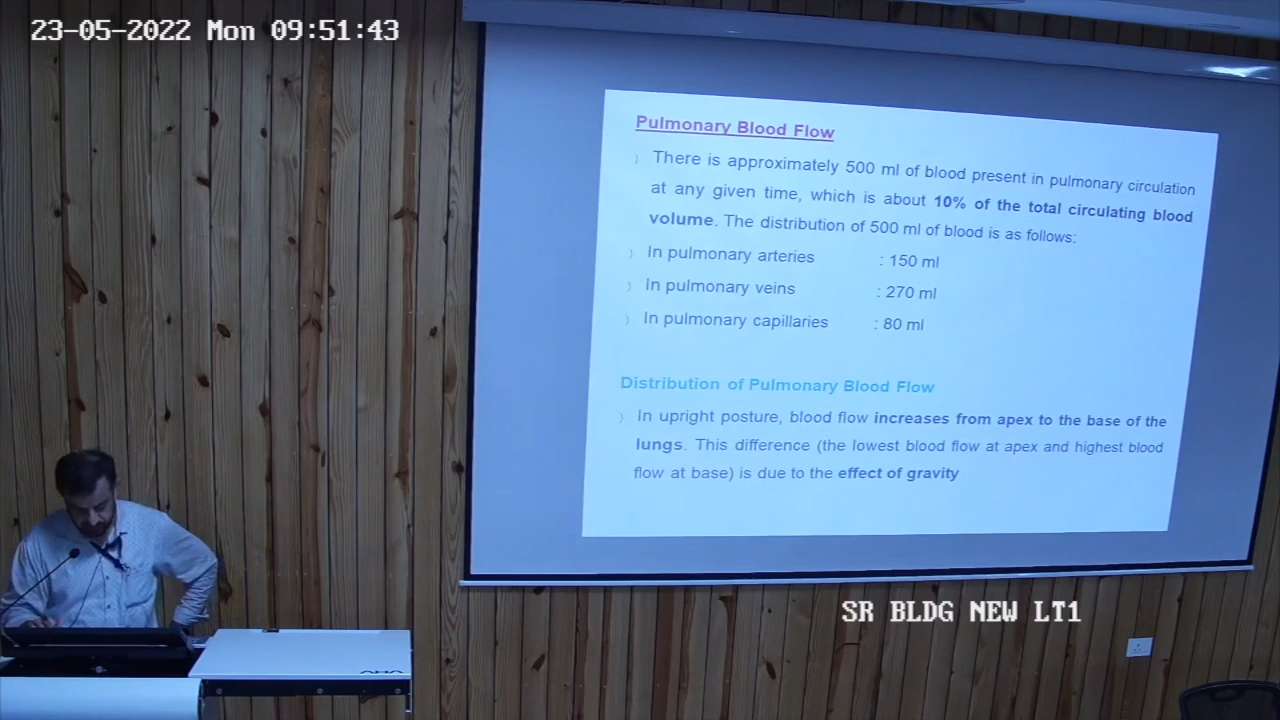 23-05-2022 Mon 09:51:43
Pulmonary Blood Flow
There is approximately 500 ml of blood present in pulmonary circulation
at any given time, which is about 10% of the total circulating blood
volume. The distribution of 500 ml of blood is as follows:
In pulmonary arteries : 150 ml
In pulmonary veins : 270 ml
In pulmonary capillaries : 80 ml
Distribution of Pulmonary Blood Flow
In upright posture, blood flow increases from apex to the base of the
lungs. This difference (the lowest blood flow at apex and highest blood
flow at base) is due to the effect of gravity
SR BLDG NEW LT1